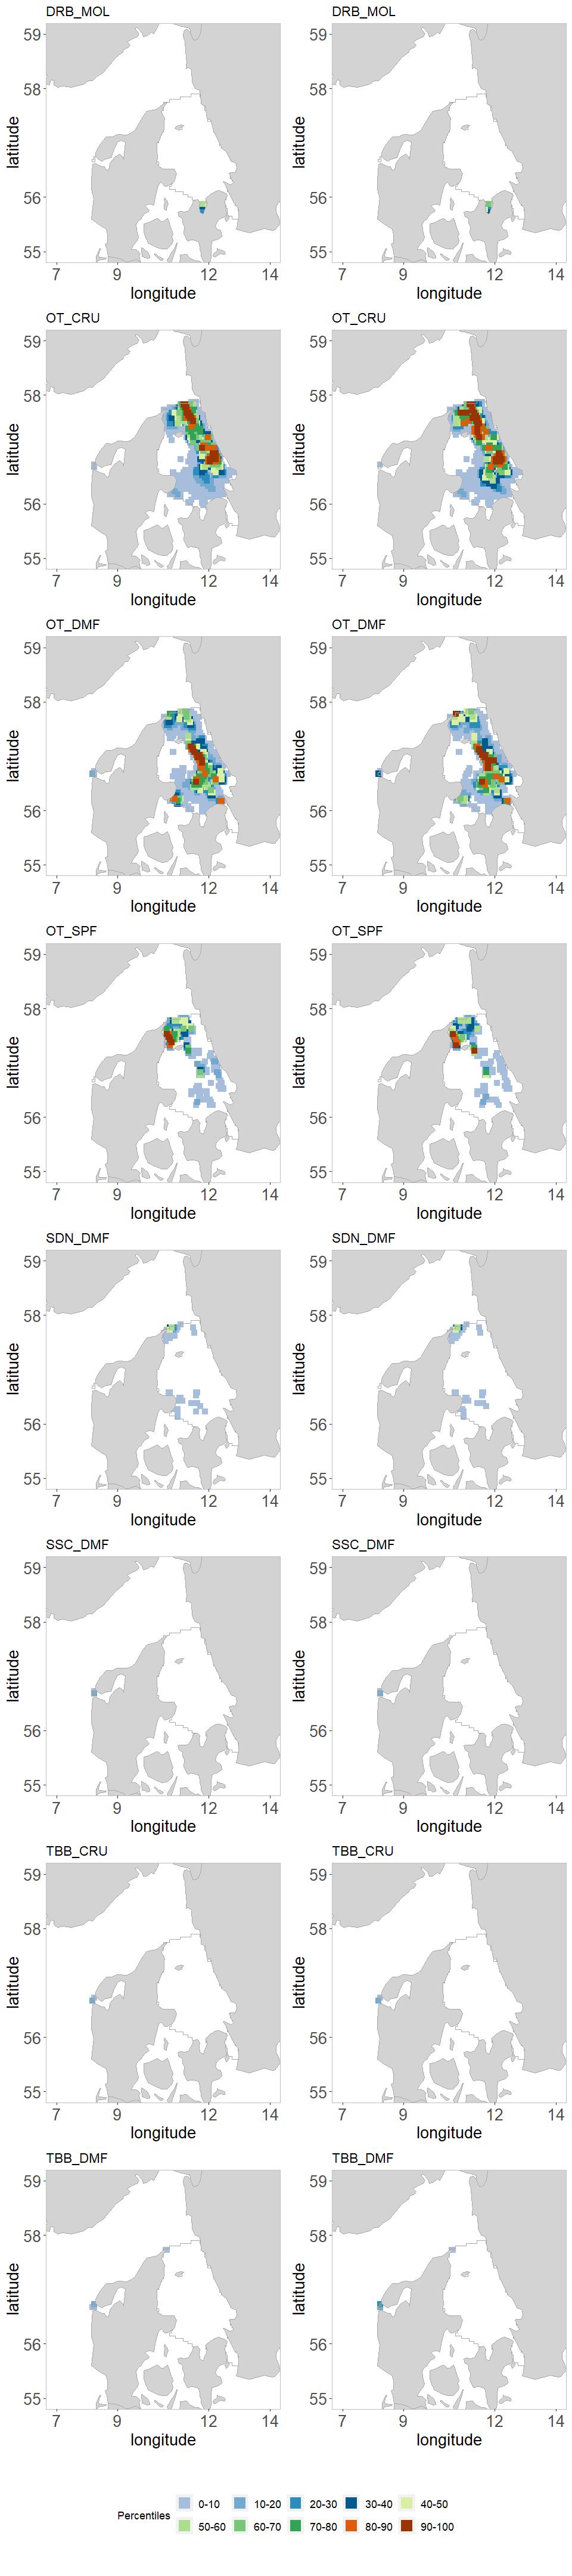 DRB_MOL DRB_MOL
59 59
58 58
latitude latitude
56 56
55 55
7 9 12 14 7 9 12 14
longitude longitude
OT_CRU OT_CRU
59 59
58 58
latitude latitude
56 56
55 55
7 9 12 14 7 9 12 14
longitude longitude
OT_DMF OT_DMF
59 59
58 58
latitude latitude
56 56
55 55
7 9 12 14 7 9 12 14
longitude longitude
OT_SPF OT_SPF
59 59
58 58
latitude latitude
56 56
55 55
7 9 12 14 7 9 12 14
longitude longitude
SDN_DMF SDN_DMF
59 59
58 58
latitude latitude
56 56
55 55
7 9 12 14 7 9 12 14
longitude longitude
SSC_DMF SSC_DMF
59 59
58 58
latitude latitude
56 56
55 55
7 9 12 14 7 9 12 14
longitude longitude
TBB_CRU TBB_CRU
59 59
58 58
latitude latitude
56 56
55 55
7 9 12 14 7 9 12 14
longitude longitude
TBB_DMF TBB_DMF
59 59
58 58
latitude latitude
56 56
55 55
7 9 12 14 7 9 12 14
longitude longitude
Percentiles
0-10 10-20 20-30 30-40 40-50
50-60 60-70 70-80 80-90 90-100